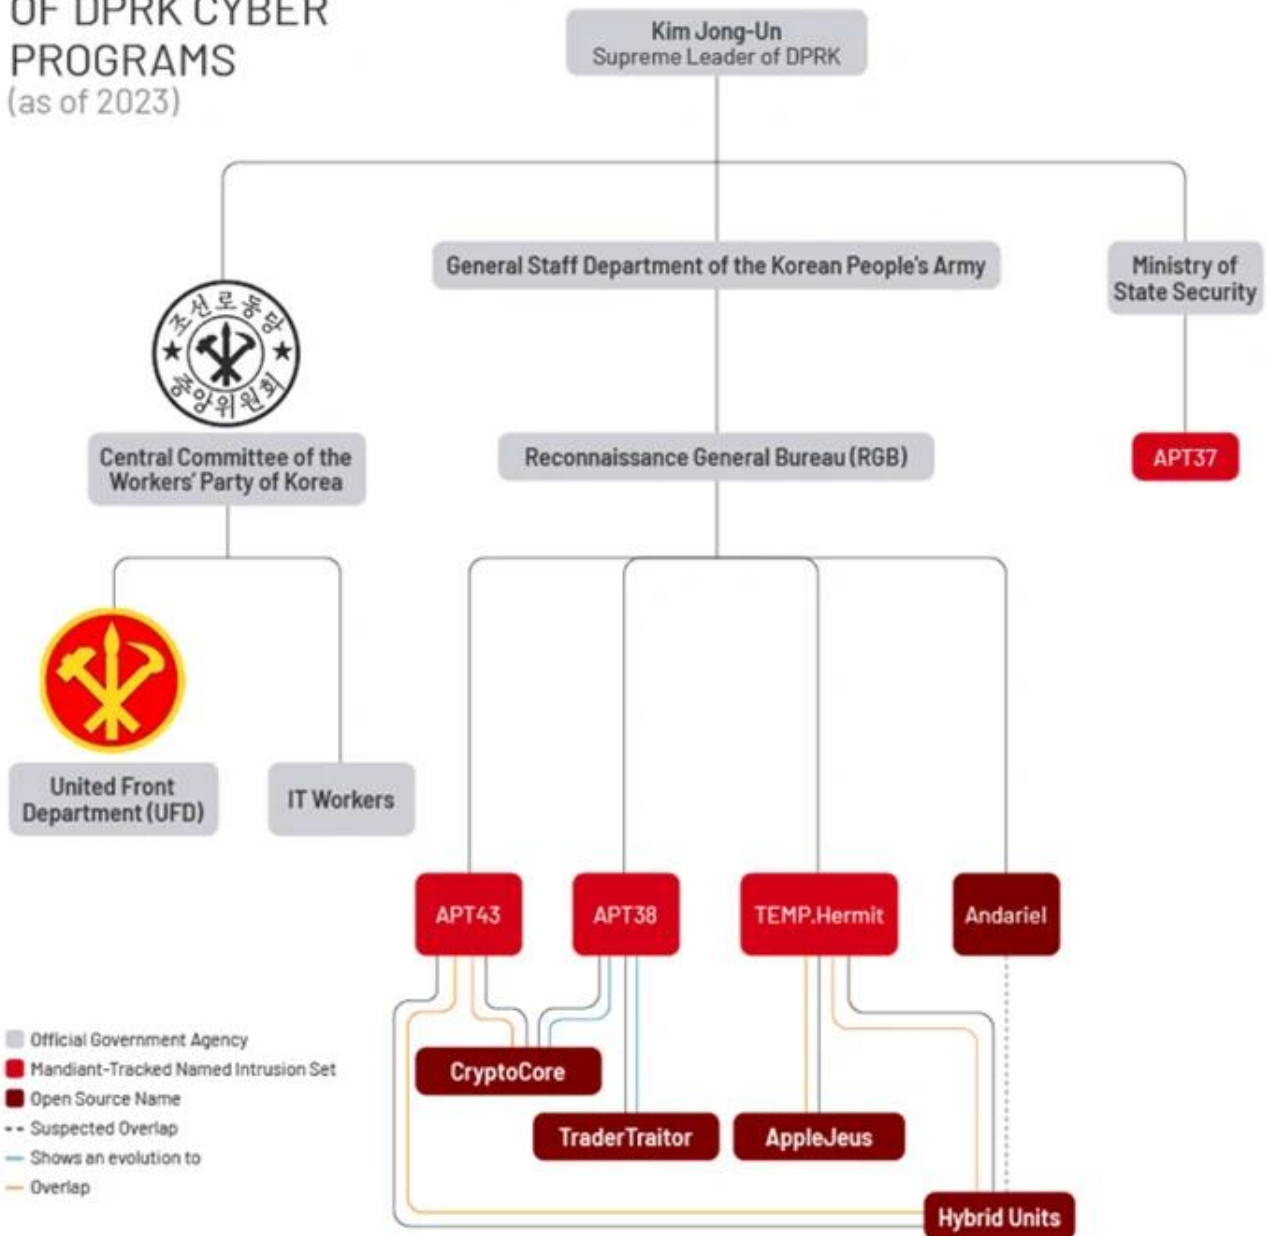 OF DPRK CYBER
PROGRAMS
(as of 2023)
Kim Jong-Un
Supreme Leader of DPRK
General Staff Department of the Korean People's Army
Ministry of
State Security
조선로동당
중앙위원회
Central Committee of the
Workers' Party of Korea
Reconnaissance General Bureau (RGB)
APT37
United Front
Department (UFD)
IT Workers
APT43
APT38
TEMP.Hermit
Andariel
CryptoCore
TraderTraitor
AppleJeus
Hybrid Units
Official Government Agency
Mandiant-Tracked Named Intrusion Set
Open Source Name
Suspected Overlap
Shows an evolution to
Overlap